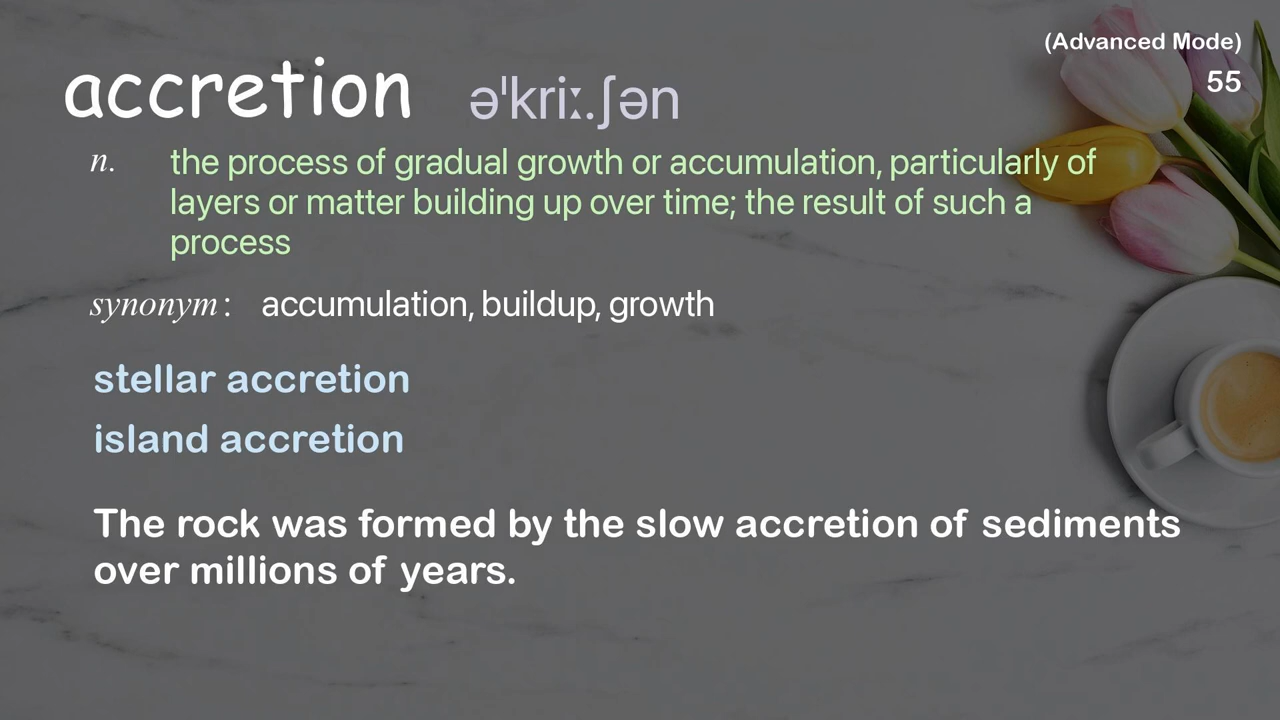 (Advanced Mode)
55
accretion əˈkriː.ʃən
n. the process of gradual growth or accumulation, particularly of
layers or matter building up over time; the result of such a
process
synonym: accumulation, buildup, growth
stellar accretion
island accretion
The rock was formed by the slow accretion of sediments
over millions of years.